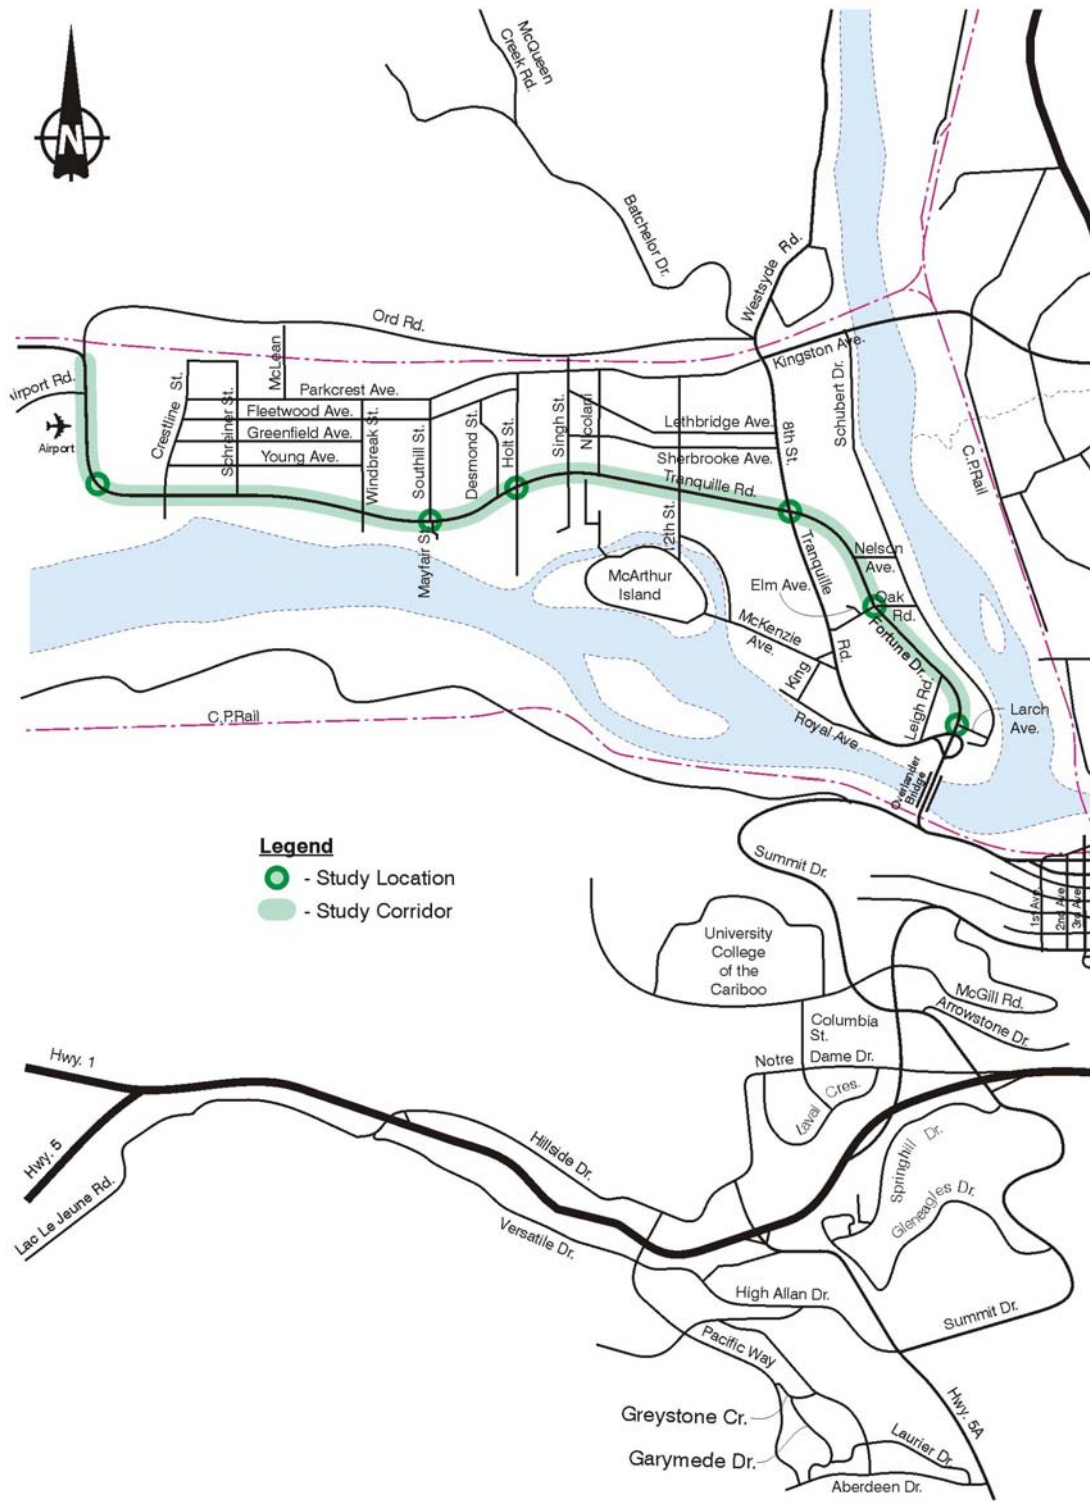 McQueen
Creek Rd.
N
Batchelor Dr.
Westsyde Rd.
Ord Rd.
Kingston Ave.
McLean
Schubert Dr.
Airport Rd.
Parkcrest Ave.
Crestline St.
Schreiner St.
Fleetwood Ave.
Greenfield Ave.
Young Ave.
Windbreak St.
Southill St.
Desmond St.
Holt St.
Singh St.
Nicolani
Lethbridge Ave.
8th St.
Sherbrooke Ave.
Tranquille Rd.
C.P.Rail
Airport
12th St.
Mayfair St.
McArthur
Island
Tranquille
Rd.
Nelson
Ave.
Elm Ave.
Oak
Rd.
Fortune Dr.
McKenzie
Ave.
King
Leigh Rd.
Larch
Ave.
Royal Ave.
C.P.Rail
Overlander
Bridge
Legend
- Study Location
- Study Corridor
Summit Dr.
1st Ave.
2nd Ave.
3rd Ave.
University
College
of the
Cariboo
McGill Rd.
Arrowstone Dr.
Columbia
St.
Notre Dame Dr.
Laval Cres.
Hwy. 1
Hwy. 5
Lac Le Jeune Rd.
Hillside Dr.
Versatile Dr.
Springhill Dr.
Gleneagles Dr.
High Allan Dr.
Summit Dr.
Pacific Way
Greystone Cr.
Garymede Dr.
Hwy. 5A
Laurier Dr.
Aberdeen Dr.